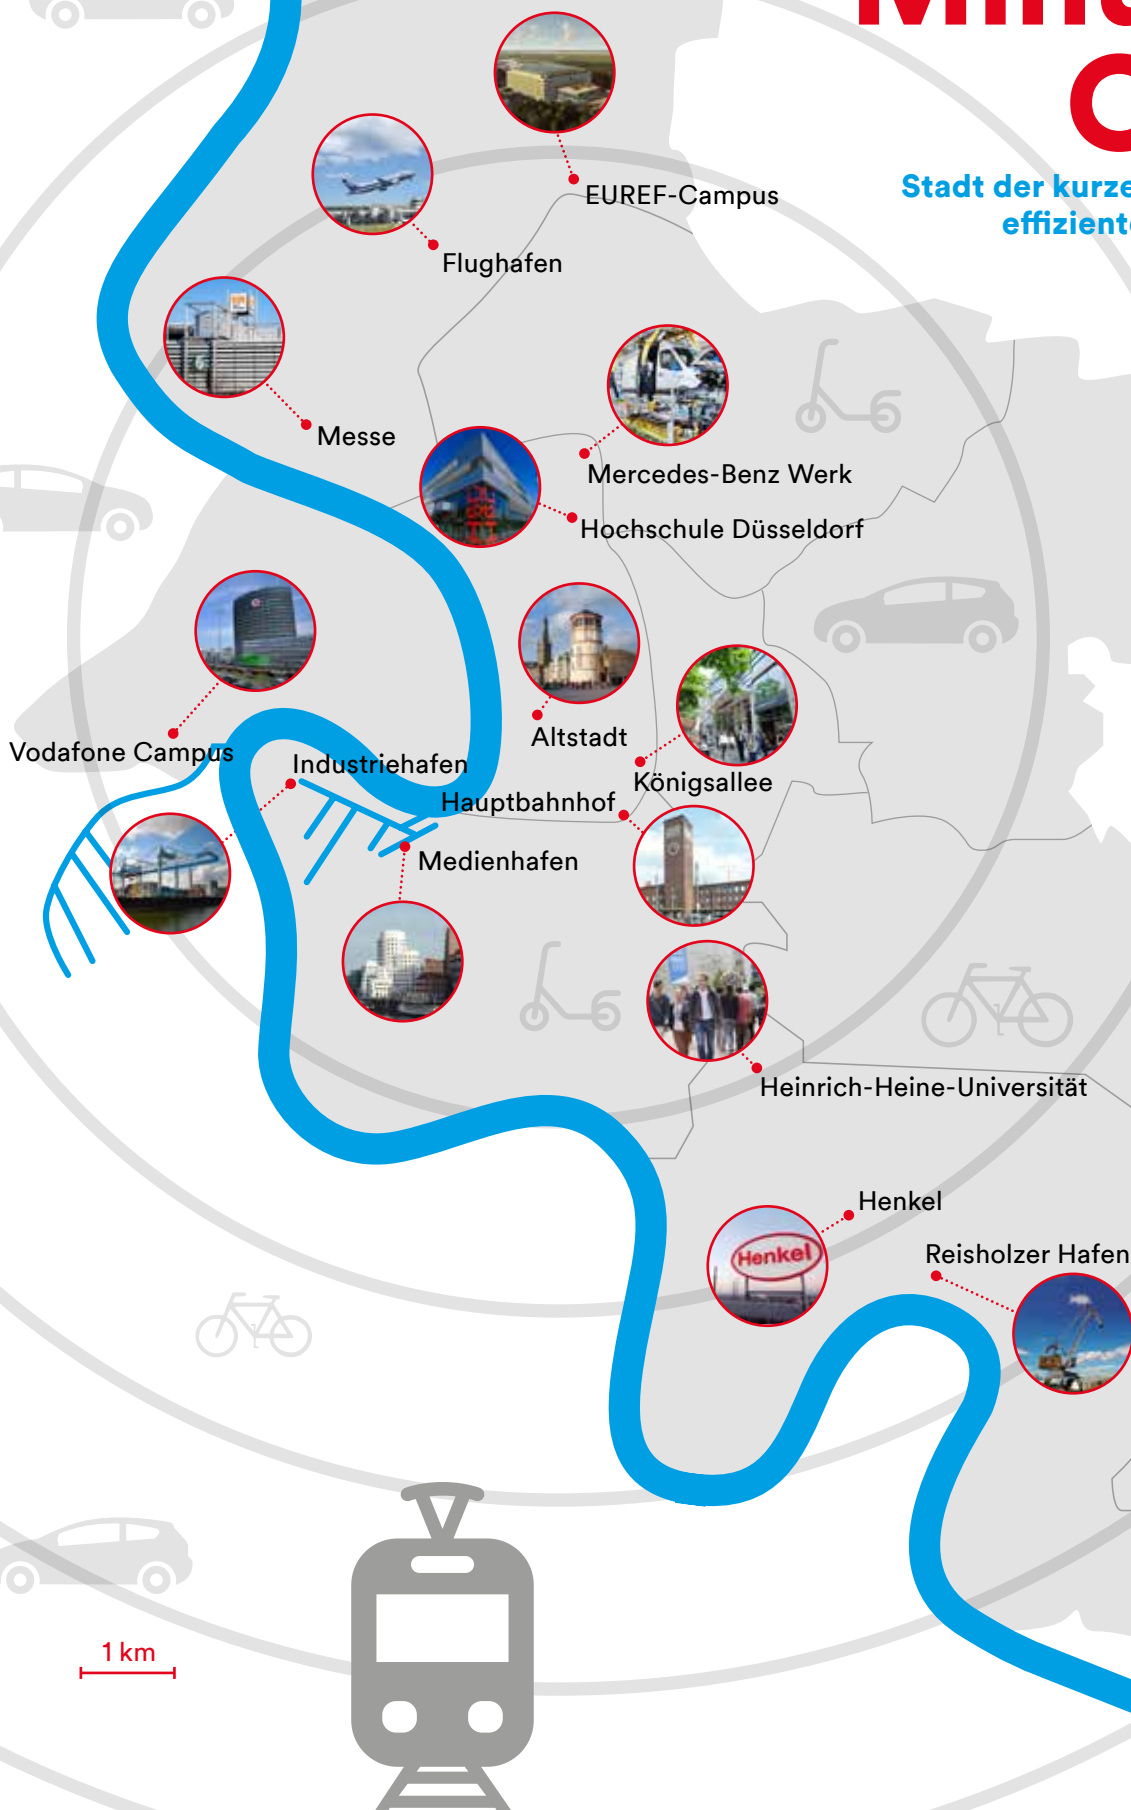 EUREF-Campus
Stadt der kurze
effiziente
Flughafen
Messe
Mercedes-Benz Werk
Hochschule Düsseldorf
Altstadt
Vodafone Campus
Industriehafen
Königsallee
Hauptbahnhof
Medienhafen
Heinrich-Heine-Universität
Henkel
Henkel
Reisholzer Hafen
1 km